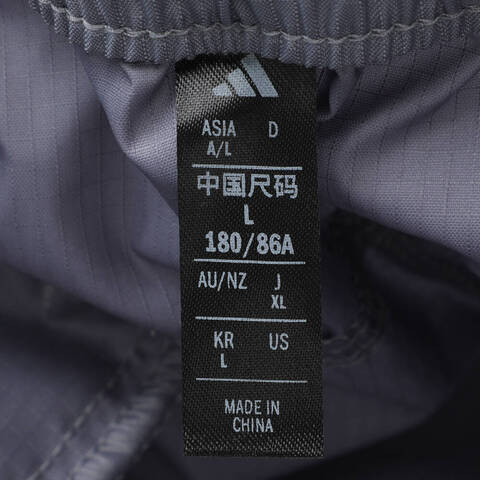 ASIA D
A/L
中国尺码
L
180/86A
AU/NZ J
XL
KR US
L
MADE IN
CHINA